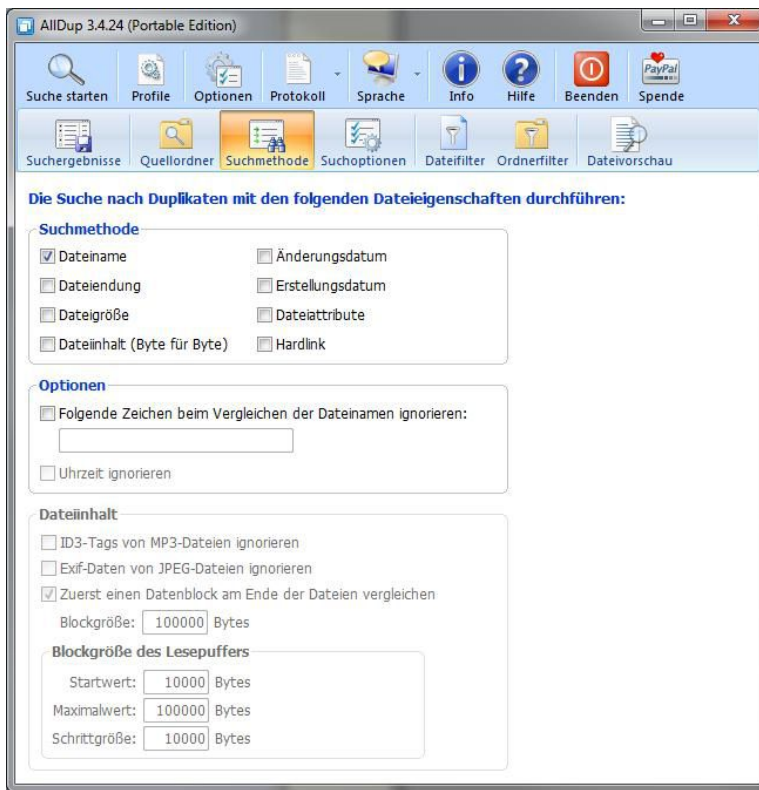 AllDup 3.4.24 (Portable Edition)
Suche starten Profile Optionen Protokoll Sprache Info Hilfe Beenden Spende
PayPal
Suchergebnisse Quellordner Suchmethode Suchoptionen Dateifilter Ordnerfilter Dateivorschau
Die Suche nach Duplikaten mit den folgenden Dateieigenschaften durchführen:
Suchmethode
Dateiname Änderungsdatum
Dateiendung Erstellungsdatum
Dateigröße Dateiattribute
Dateiinhalt (Byte für Byte) Hardlink
Optionen
Folgende Zeichen beim Vergleichen der Dateinamen ignorieren:
Uhrzeit ignorieren
Dateiinhalt
ID3-Tags von MP3-Dateien ignorieren
Exif-Daten von JPEG-Dateien ignorieren
Zuerst einen Datenblock am Ende der Dateien vergleichen
Blockgröße: 100000 Bytes
Blockgröße des Lesepuffers
Startwert: 10000 Bytes
Maximalwert: 100000 Bytes
Schrittgröße: 10000 Bytes